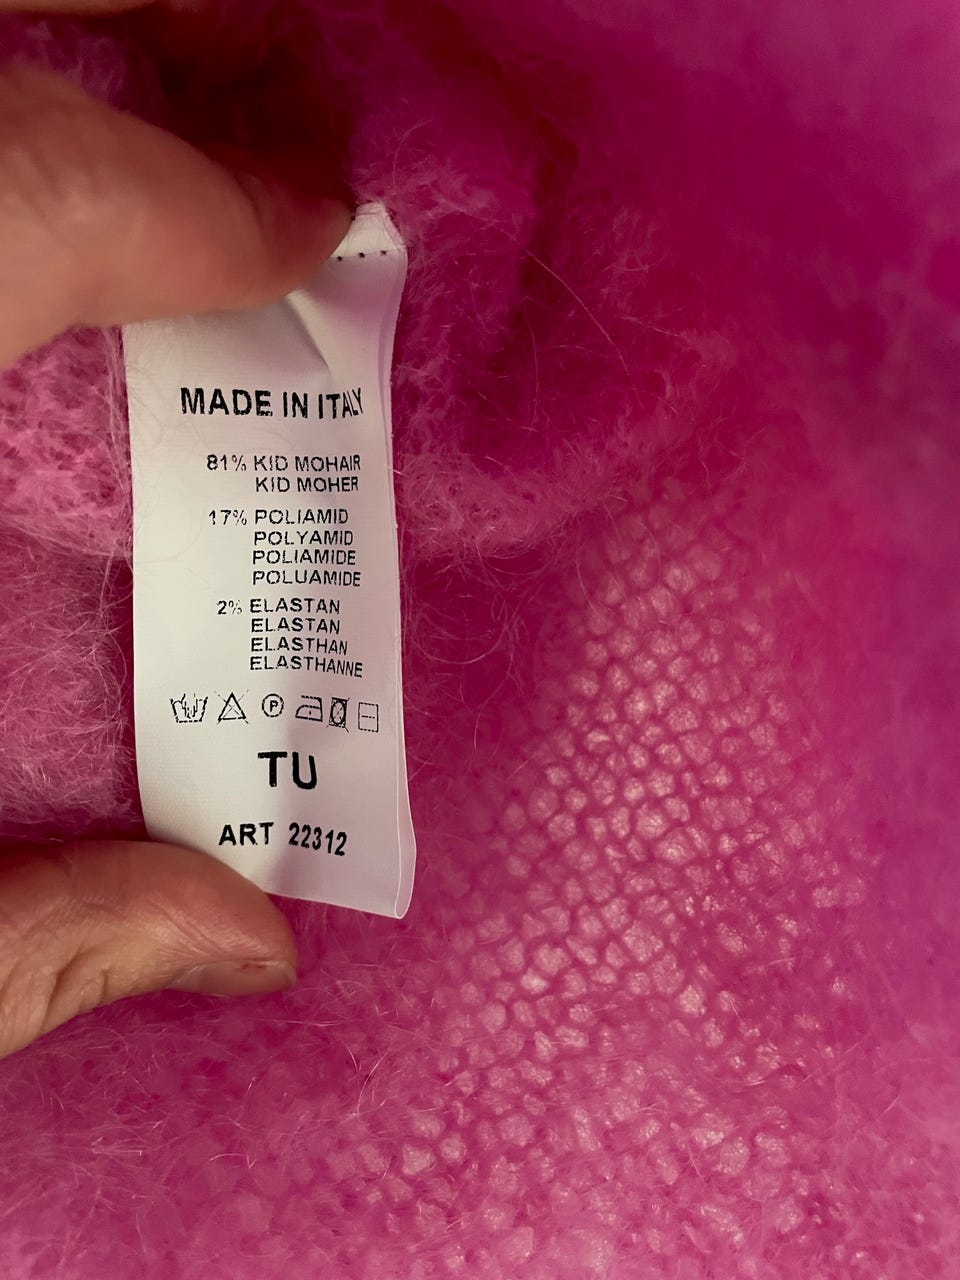 MADE IN ITALY
81% KID MOHAIR
KID MOHER
17% POLIAMID
POLYAMID
POLIAMIDE
POLUAMIDE
2% ELASTAN
ELASTAN
ELASTHAN
ELASTHANNE
P
TU
ART 22312